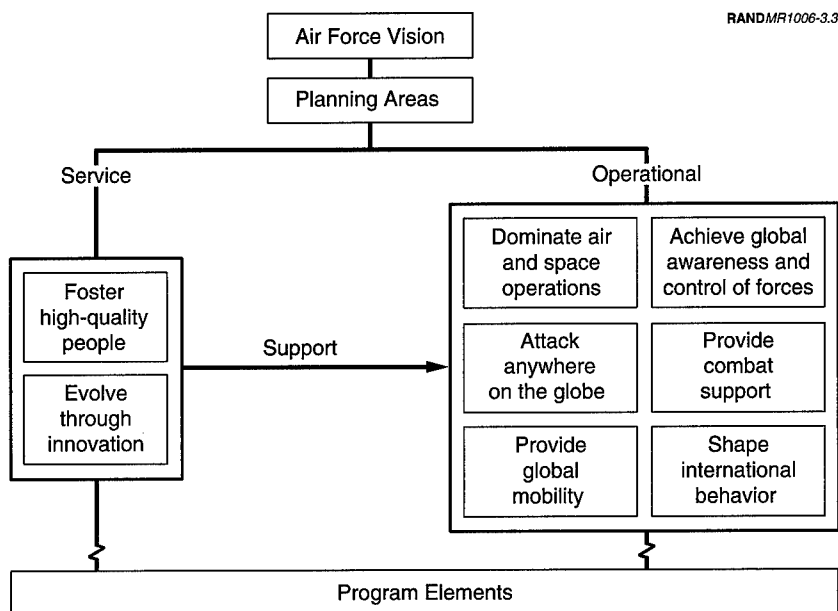 RANDMR1006-3.3
Air Force Vision
Planning Areas
Service
Operational
Foster
high-quality
people
Evolve
through
innovation
Support
Dominate air
and space
operations
Achieve global
awareness and
control of forces
Attack
anywhere
on the globe
Provide
combat
support
Provide
global
mobility
Shape
international
behavior
Program Elements